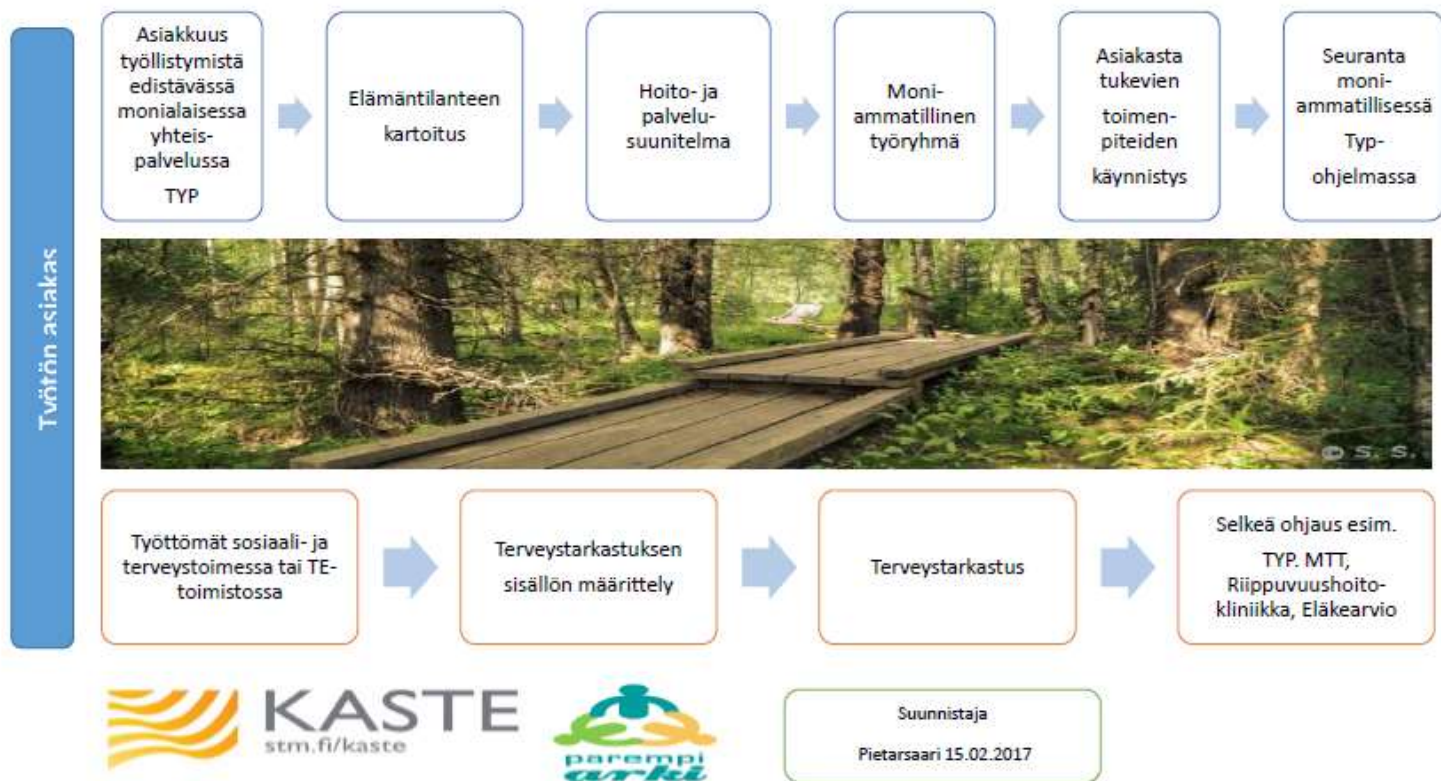 Työtön asiakas
Asiakkuus
työllistymistä
edistävässä
monialaisessa
yhteis-
palvelussa
TYP
Elämäntilanteen
kartoitus
Hoito- ja
palvelu-
suunitelma
Moni-
ammatillinen
työryhmä
Asiakasta
tukevien
toimen-
piteiden
käynnistys
Seuranta
moni-
ammatillisessä
Typ-
ohjelmassa
© S. S.
Työttömät sosiaali- ja
terveystoimessa tai TE-
toimistossa
Terveystarkastuksen
sisällön määrittely
Terveystarkastus
Selkeä ohjaus esim.
TYP. MTT,
Riippuvuushoito-
kliniikka, Eläkearvio
KASTE
stm.fi/kaste
parempi
arki
Suunnistaja
Pietarsaari 15.02.2017